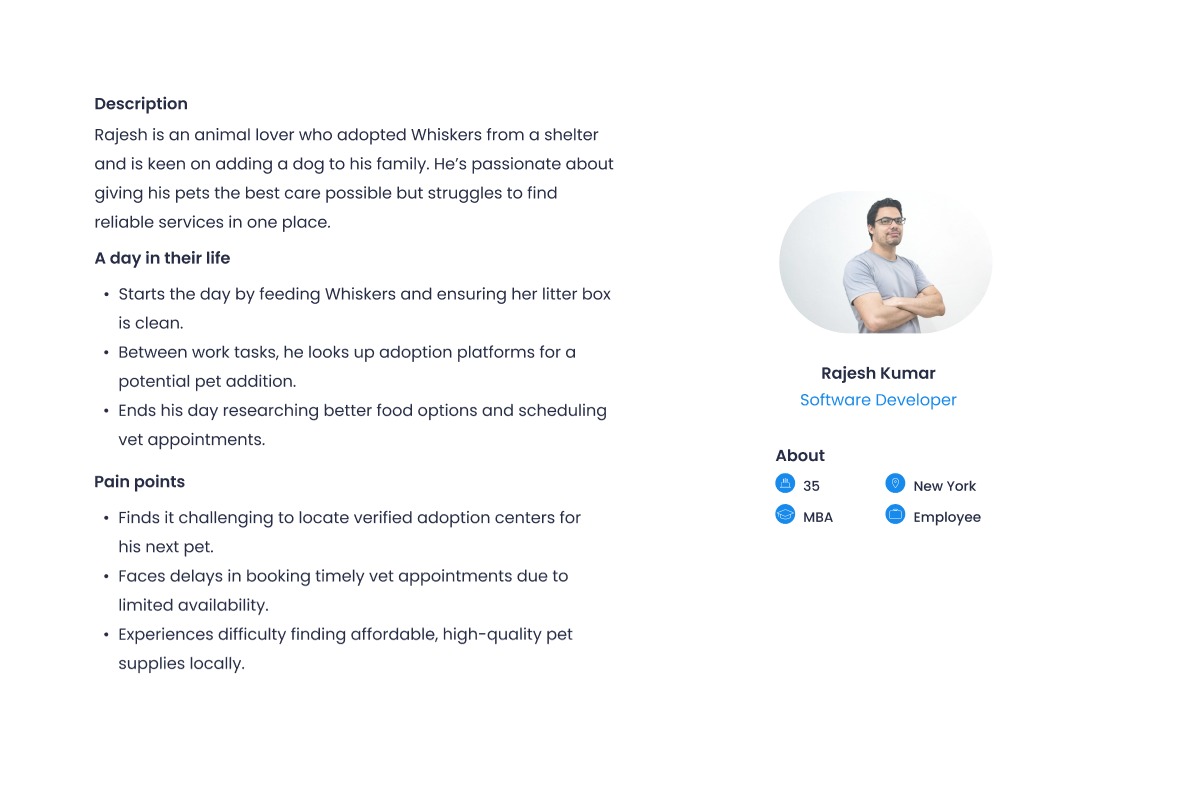 Description
Rajesh is an animal lover who adopted Whiskers from a shelter
and is keen on adding a dog to his family. He’s passionate about
giving his pets the best care possible but struggles to find
reliable services in one place.
A day in their life
• Starts the day by feeding Whiskers and ensuring her litter box
is clean.
• Between work tasks, he looks up adoption platforms for a
potential pet addition.
• Ends his day researching better food options and scheduling
vet appointments.
Pain points
• Finds it challenging to locate verified adoption centers for
his next pet.
• Faces delays in booking timely vet appointments due to
limited availability.
• Experiences difficulty finding affordable, high-quality pet
supplies locally.
Rajesh Kumar
Software Developer
About
35
New York
MBA
Employee